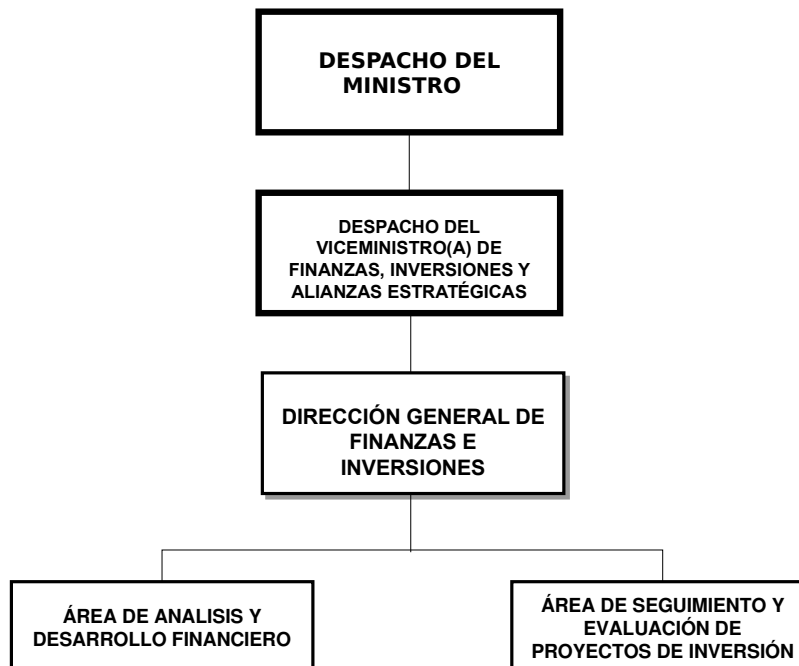 DESPACHO DEL
MINISTRO
DESPACHO DEL
VICEMINISTRO(A) DE
FINANZAS, INVERSIONES Y
ALIANZAS ESTRATÉGICAS
DIRECCIÓN GENERAL DE
FINANZAS E
INVERSIONES
ÁREA DE ANALISIS Y
DESARROLLO FINANCIERO
ÁREA DE SEGUIMIENTO Y
EVALUACIÓN DE
PROYECTOS DE INVERSIÓN